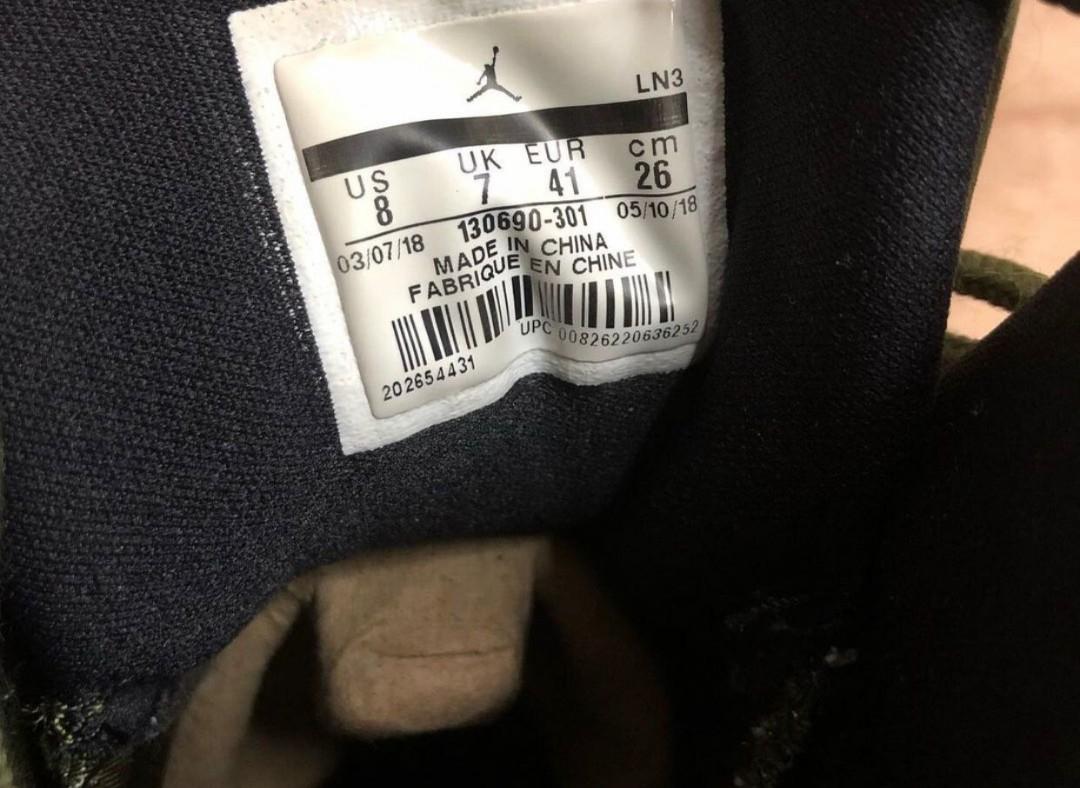 LN3
US UK EUR cm
8 7 41 26
03/07/18 130690-301 05/10/18
MADE IN CHINA
FABRIQUE EN CHINE
202654431 UPC 00826220636252